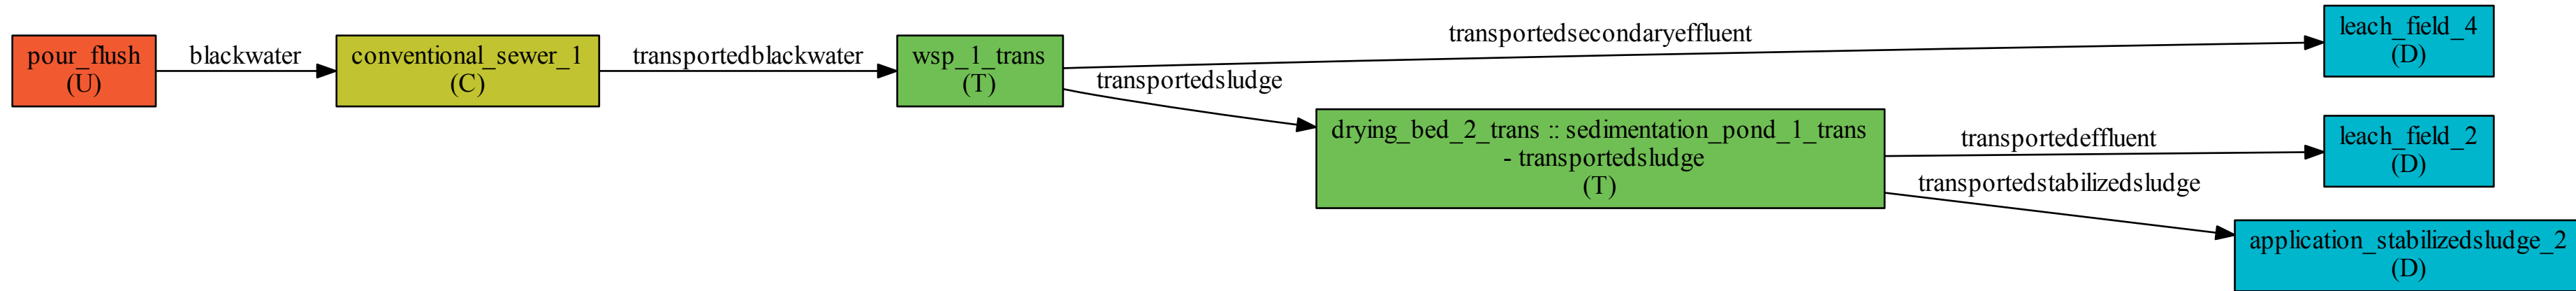 pour_flush
(U)
blackwater
conventional_sewer_1
(C)
transportedblackwater
wsp_1_trans
(T)
transportedsecondaryeffluent
leach_field_4
(D)
transportedsludge
drying_bed_2_trans :: sedimentation_pond_1_trans
- transportedsludge
(T)
transportedeffluent
leach_field_2
(D)
transportedstabilizedsludge
application_stabilizedsludge_2
(D)